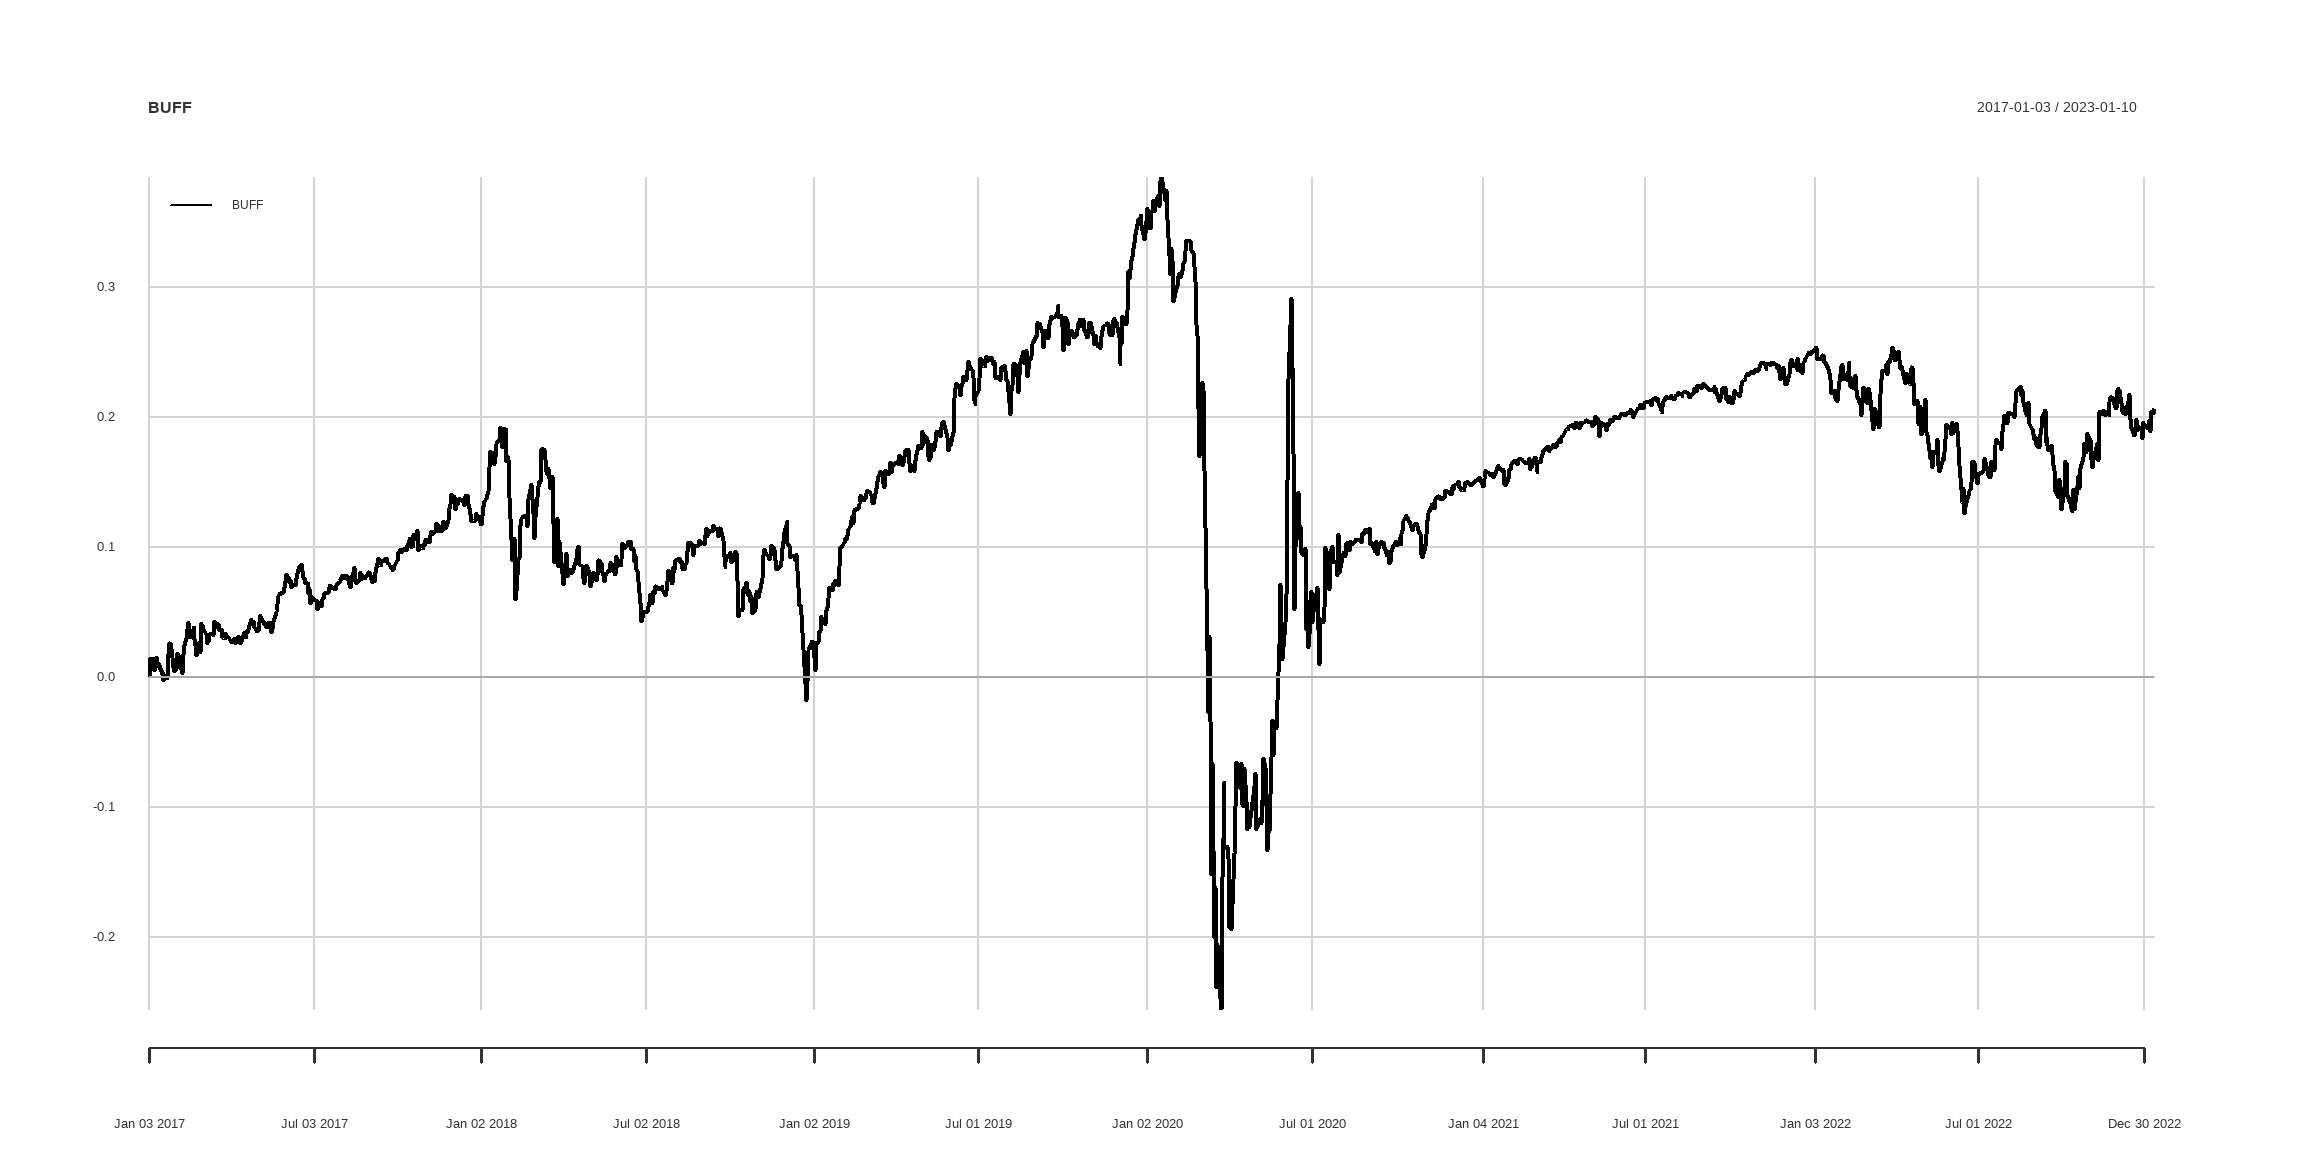 BUFF
2017-01-03 / 2023-01-10
BUFF
0.3
0.2
0.1
0.0
-0.1
-0.2
Jan 03 2017
Jul 03 2017
Jan 02 2018
Jul 02 2018
Jan 02 2019
Jul 01 2019
Jan 02 2020
Jul 01 2020
Jan 04 2021
Jul 01 2021
Jan 03 2022
Jul 01 2022
Dec 30 2022